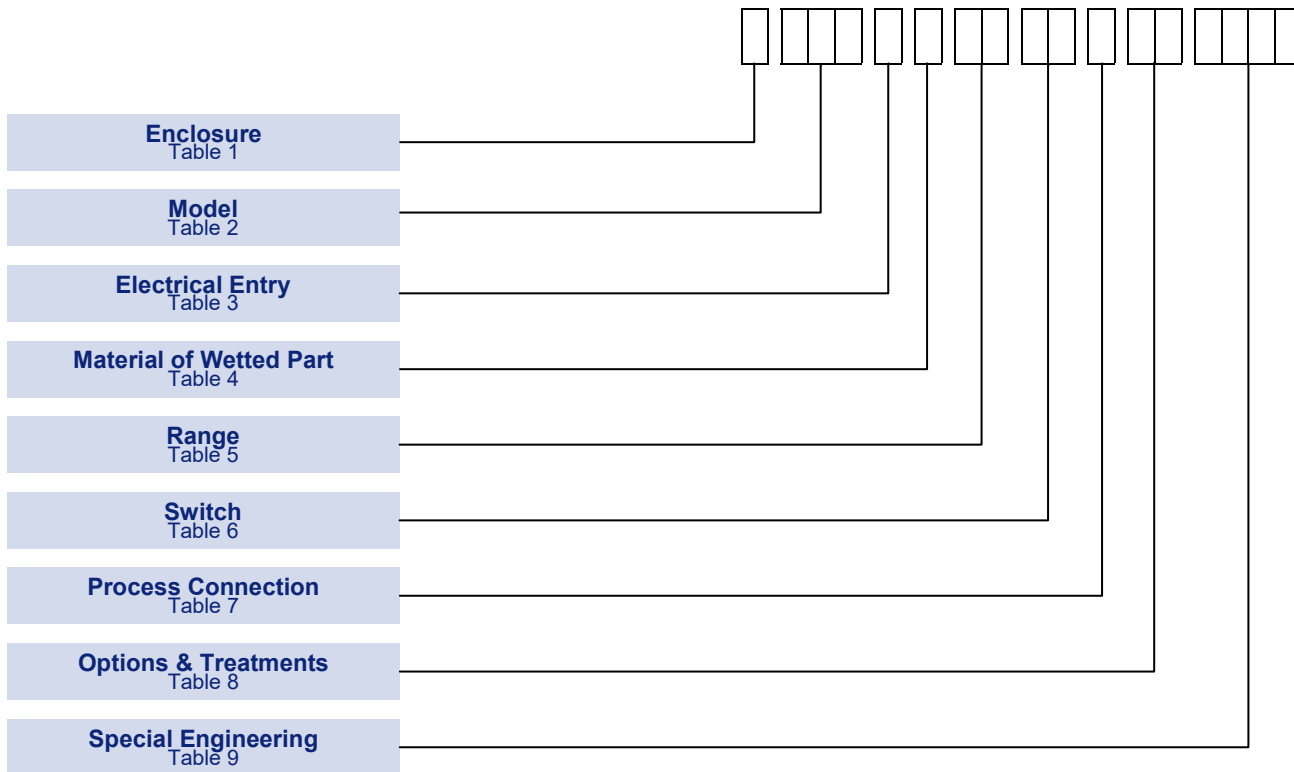 Enclosure
Table 1
Model
Table 2
Electrical Entry
Table 3
Material of Wetted Part
Table 4
Range
Table 5
Switch
Table 6
Process Connection
Table 7
Options & Treatments
Table 8
Special Engineering
Table 9